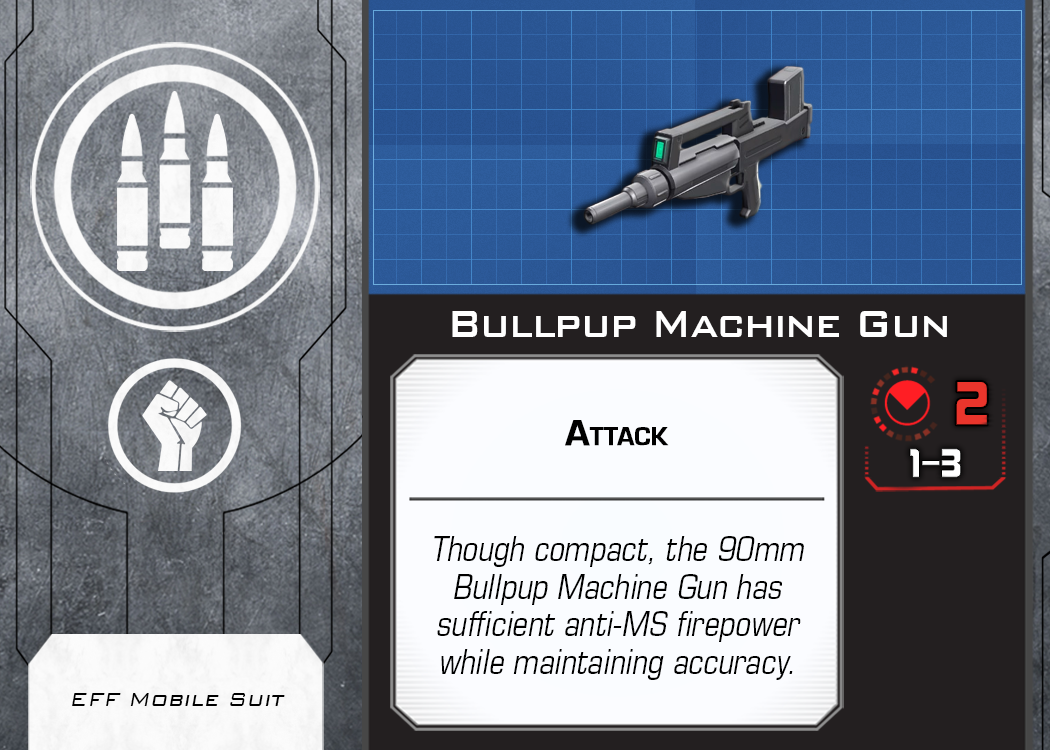 Bullpup Machine Gun
Attack
2
1–3
Though compact, the 90mm
Bullpup Machine Gun has
sufficient anti-MS firepower
while maintaining accuracy.
EFF Mobile Suit